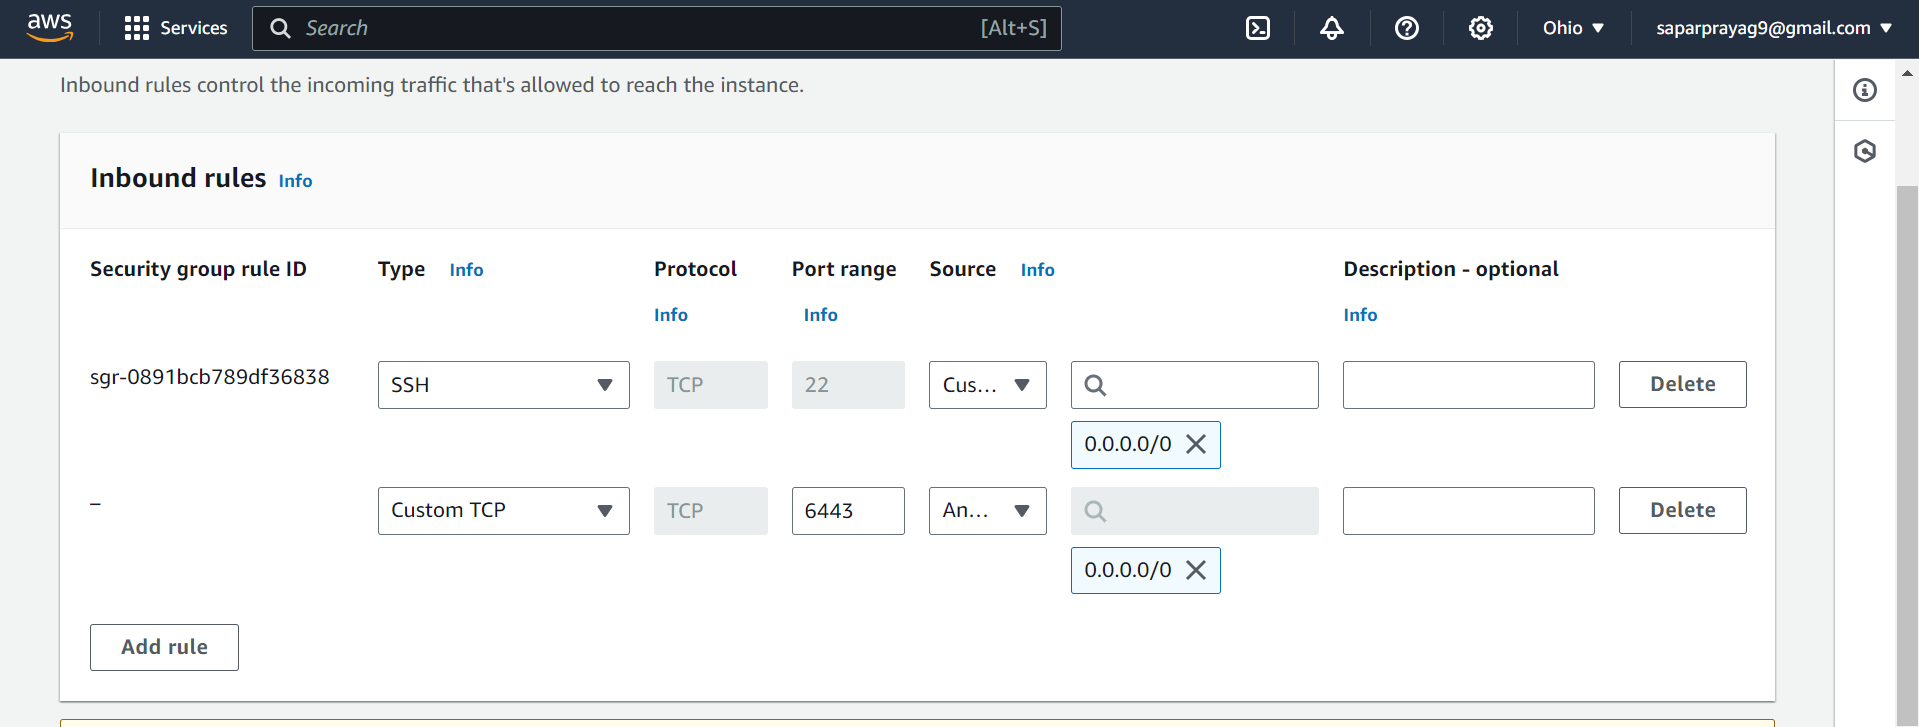 aws Services Search [Alt+S] Ohio saparprayag9@gmail.com
Inbound rules control the incoming traffic that's allowed to reach the instance.
Inbound rules Info
Security group rule ID Type Info Protocol Port range Source Info Description - optional
Info Info Info
sgr-0891bcb789df36838 SSH TCP 22 Cus... Delete
0.0.0.0/0
– Custom TCP TCP 6443 An... Delete
0.0.0.0/0
Add rule